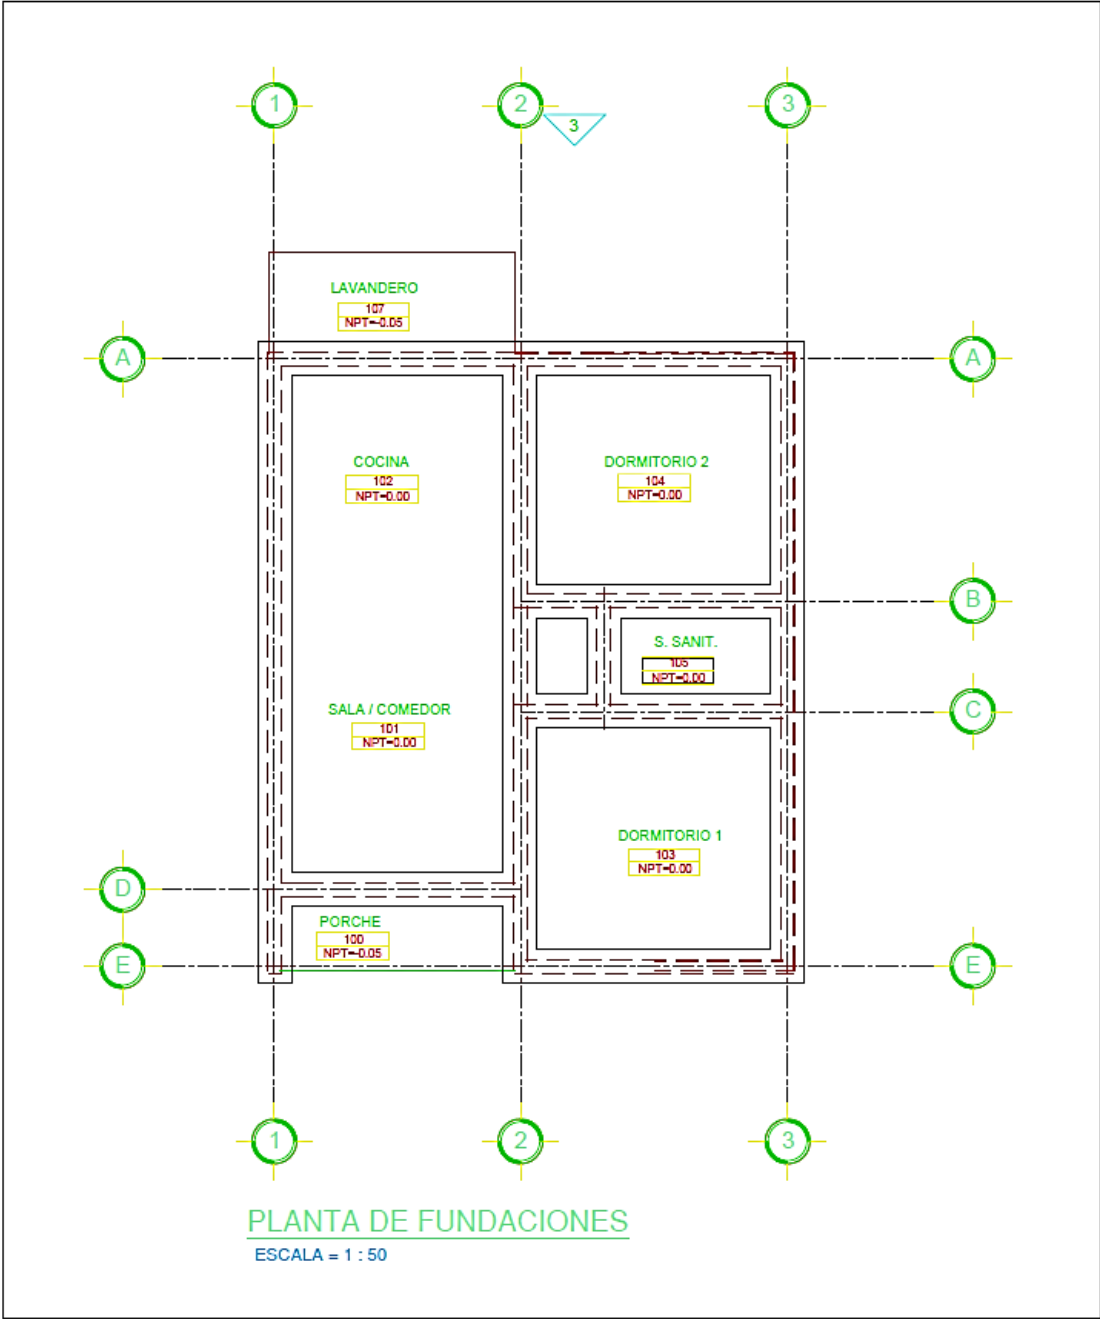 1 2 3
3
LAVANDERO
107
NPT=-0.05
A A
COCINA
102
NPT=0.00
DORMITORIO 2
104
NPT=0.00
B
S. SANIT.
105
NPT=0.00
SALA / COMEDOR
101
NPT=0.00
C
DORMITORIO 1
103
NPT=0.00
D
PORCHE
100
NPT=-0.05
E E
1 2 3
PLANTA DE FUNDACIONES
ESCALA = 1 : 50